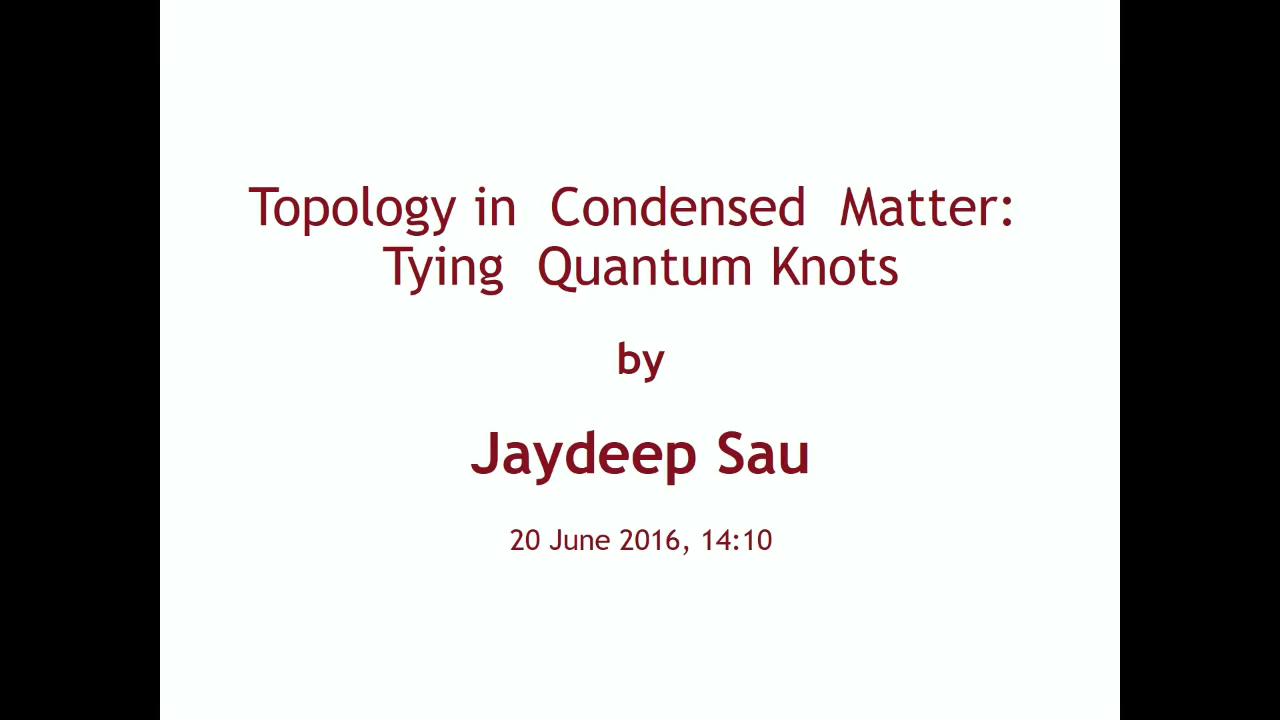 Topology in Condensed Matter:
Tying Quantum Knots
by
Jaydeep Sau
20 June 2016, 14:10